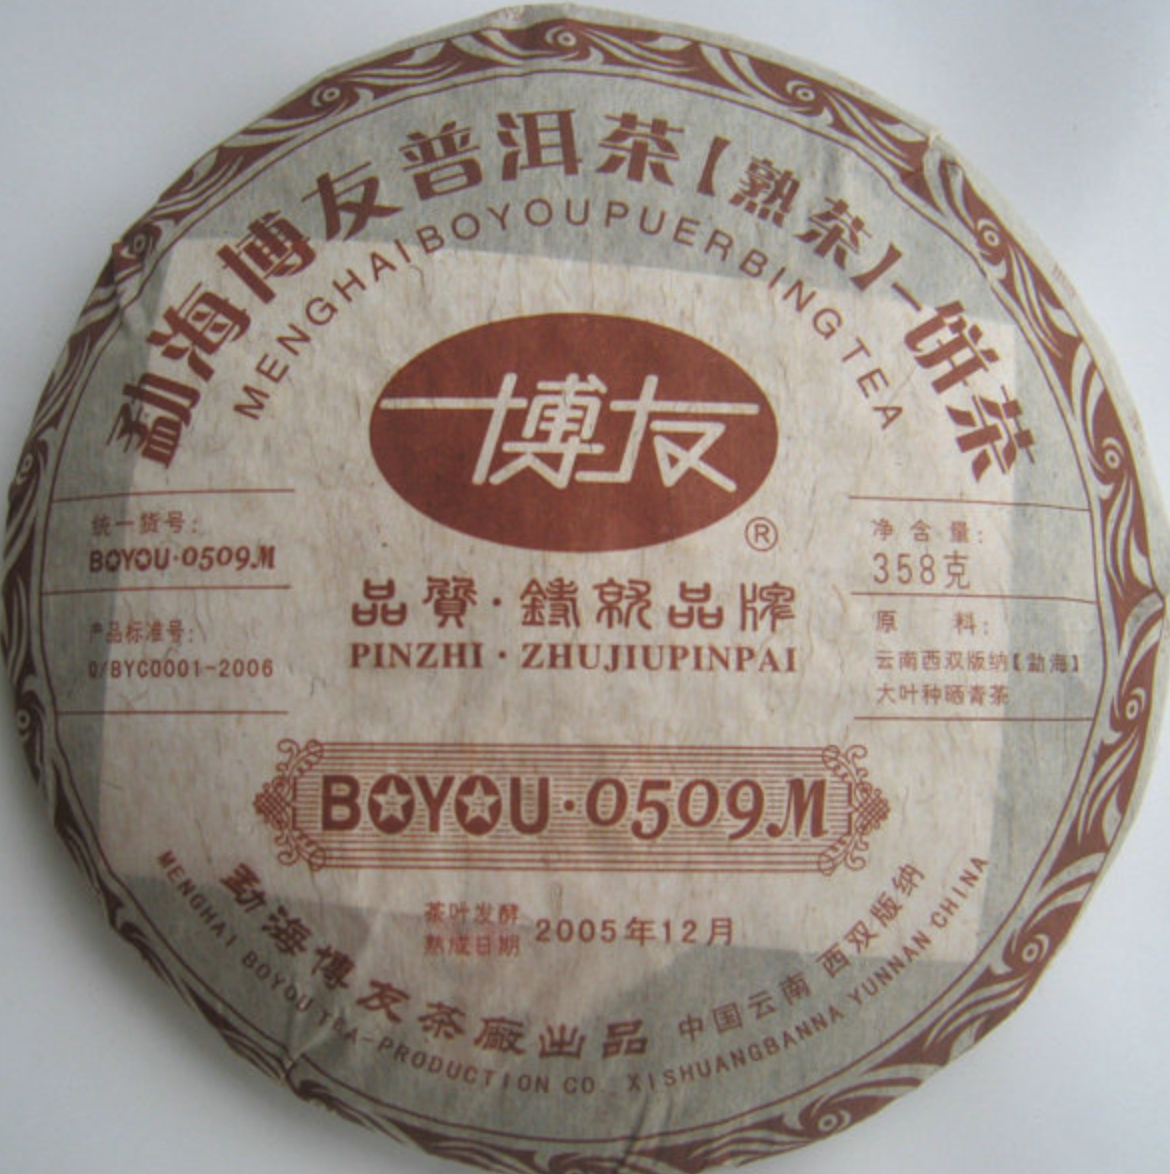 勐海博友普洱茶【熟茶】-饼茶
MENGHAIBOYOUPUERBINGTEA
博友
®
统一货号:
BOYOU·0509M
产品标准号:
Q/BYC0001-2006
净含量:
358克
原料:
云南西双版纳【勐海】
大叶种晒青茶
品質·鑄就品牌
PINZHI·ZHUJIUPINPAI
BOYOU·0509M
茶叶发酵
熟成日期 2005年12月
勐海博友茶廠出品 中国云南 西双版纳
MENGHAI BOYOU TEA-PRODUCTION CO. XISHUANGBANNA YUNNAN CHINA